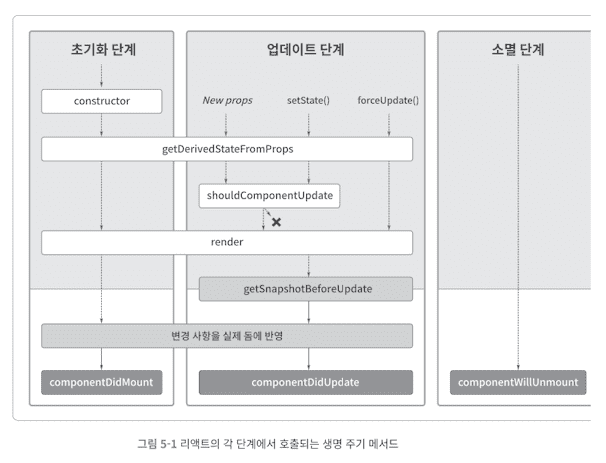 초기화 단계
업데이트 단계
소멸 단계
constructor
New props
setState()
forceUpdate()
getDerivedStateFromProps
shouldComponentUpdate
render
getSnapshotBeforeUpdate
변경 사항을 실제 돔에 반영
componentDidMount
componentDidUpdate
componentWillUnmount
그림 5-1 리액트의 각 단계에서 호출되는 생명 주기 메서드